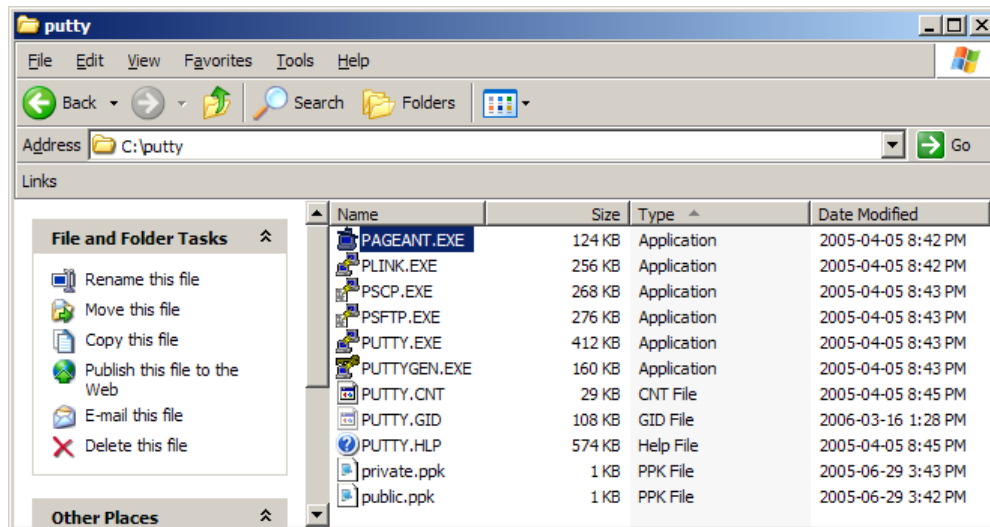 putty
File Edit View Favorites Tools Help
Back Search Folders
Address C:\putty Go
Links
Name Size Type Date Modified
File and Folder Tasks
Rename this file
Move this file
Copy this file
Publish this file to the
Web
E-mail this file
Delete this file
Other Places
PAGEANT.EXE 124 KB Application 2005-04-05 8:42 PM
PLINK.EXE 256 KB Application 2005-04-05 8:42 PM
PSCP.EXE 268 KB Application 2005-04-05 8:43 PM
PSFTP.EXE 276 KB Application 2005-04-05 8:43 PM
PUTTY.EXE 412 KB Application 2005-04-05 8:43 PM
PUTTYGEN.EXE 160 KB Application 2005-04-05 8:43 PM
PUTTY.CNT 29 KB CNT File 2005-04-05 8:45 PM
PUTTY.GID 108 KB GID File 2006-03-16 1:28 PM
PUTTY.HLP 574 KB Help File 2005-04-05 8:45 PM
private.ppk 1 KB PPK File 2005-06-29 3:43 PM
public.ppk 1 KB PPK File 2005-06-29 3:42 PM